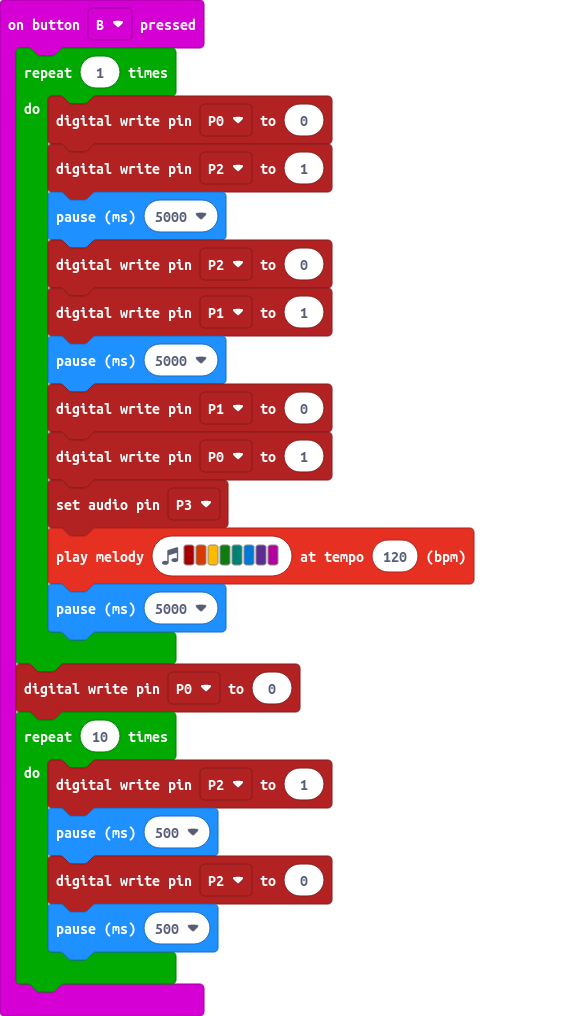 on button B pressed
repeat 1 times
do
digital write pin P0 to 0
digital write pin P2 to 1
pause (ms) 5000
digital write pin P2 to 0
digital write pin P1 to 1
pause (ms) 5000
digital write pin P1 to 0
digital write pin P0 to 1
set audio pin P3
play melody at tempo 120 (bpm)
pause (ms) 5000
digital write pin P0 to 0
repeat 10 times
do
digital write pin P2 to 1
pause (ms) 500
digital write pin P2 to 0
pause (ms) 500